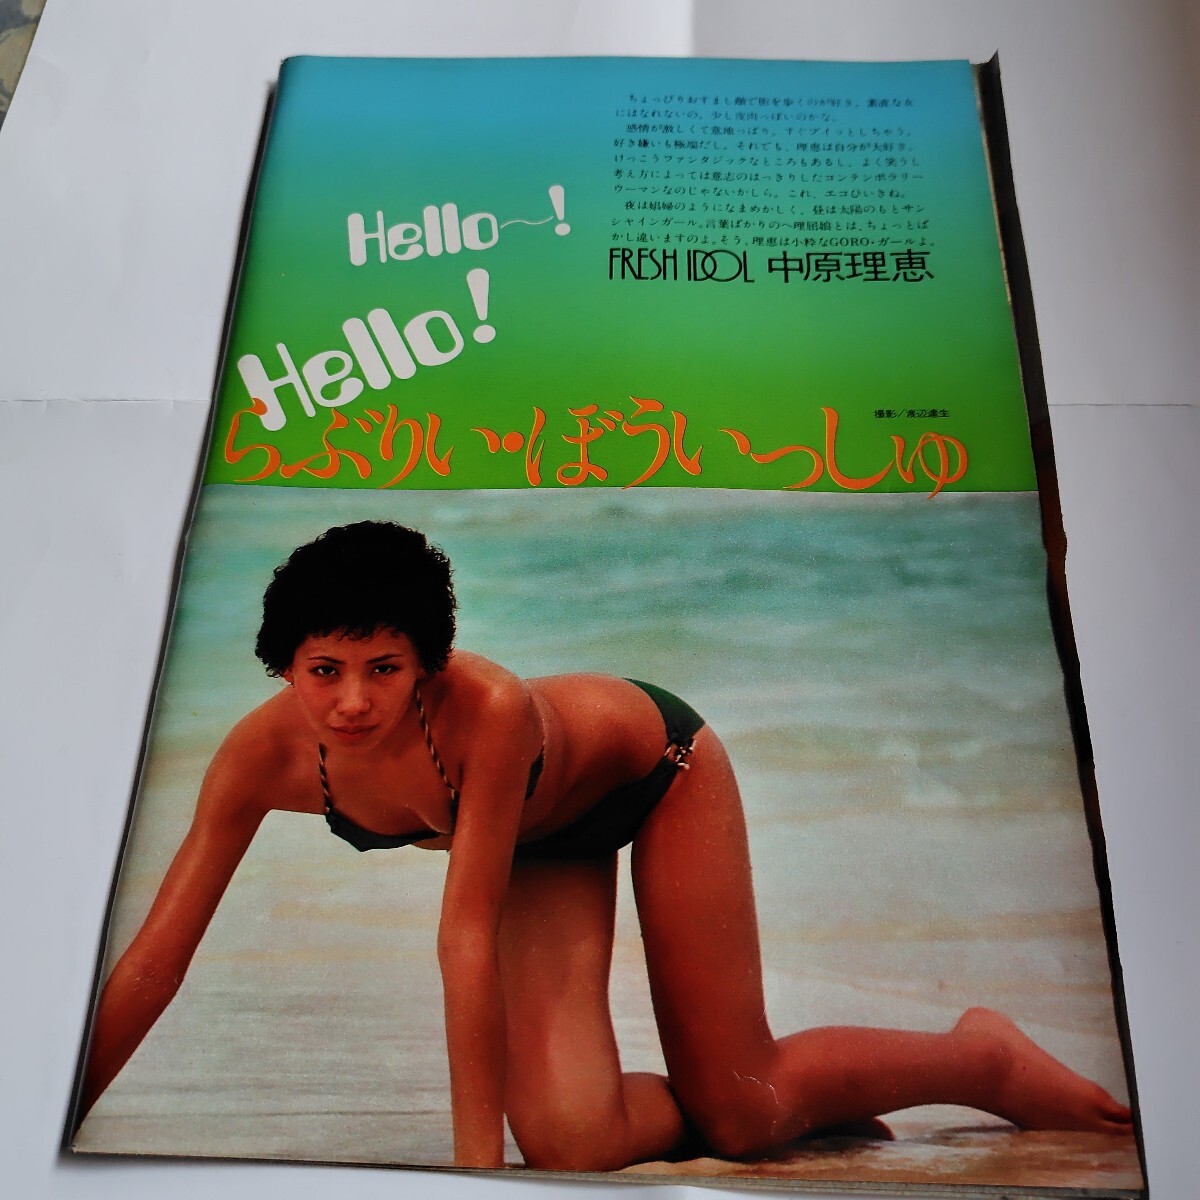 ちょっぴりおすまし顔で街を歩くのが好き。素直な女
にはなれないの。少し皮肉っぽいのかな。
感情が激しくて意地っぱり。すぐプイッとしちゃう。
好き嫌いも極端だし。それでも、理恵は自分が大好き。
けっこうファンタジックなところもあるし、よく笑うし
考え方によっては意志のはっきりしたコンテンポラリー
ウーマンなのじゃないかしら。これ、エコひいきね。
夜は娼婦のようになまめかしく、昼は太陽のもとサン
シャインガール。言葉ばかりのヘ理屈娘とは、ちょっとば
かし違いますのよ。そう、理恵は小粋なGORO・ガールよ。
FRESH IDOL 中原理恵
Hello〜!
Hello!
撮影/渡辺達生
らぶりい・ぼういっしゅ